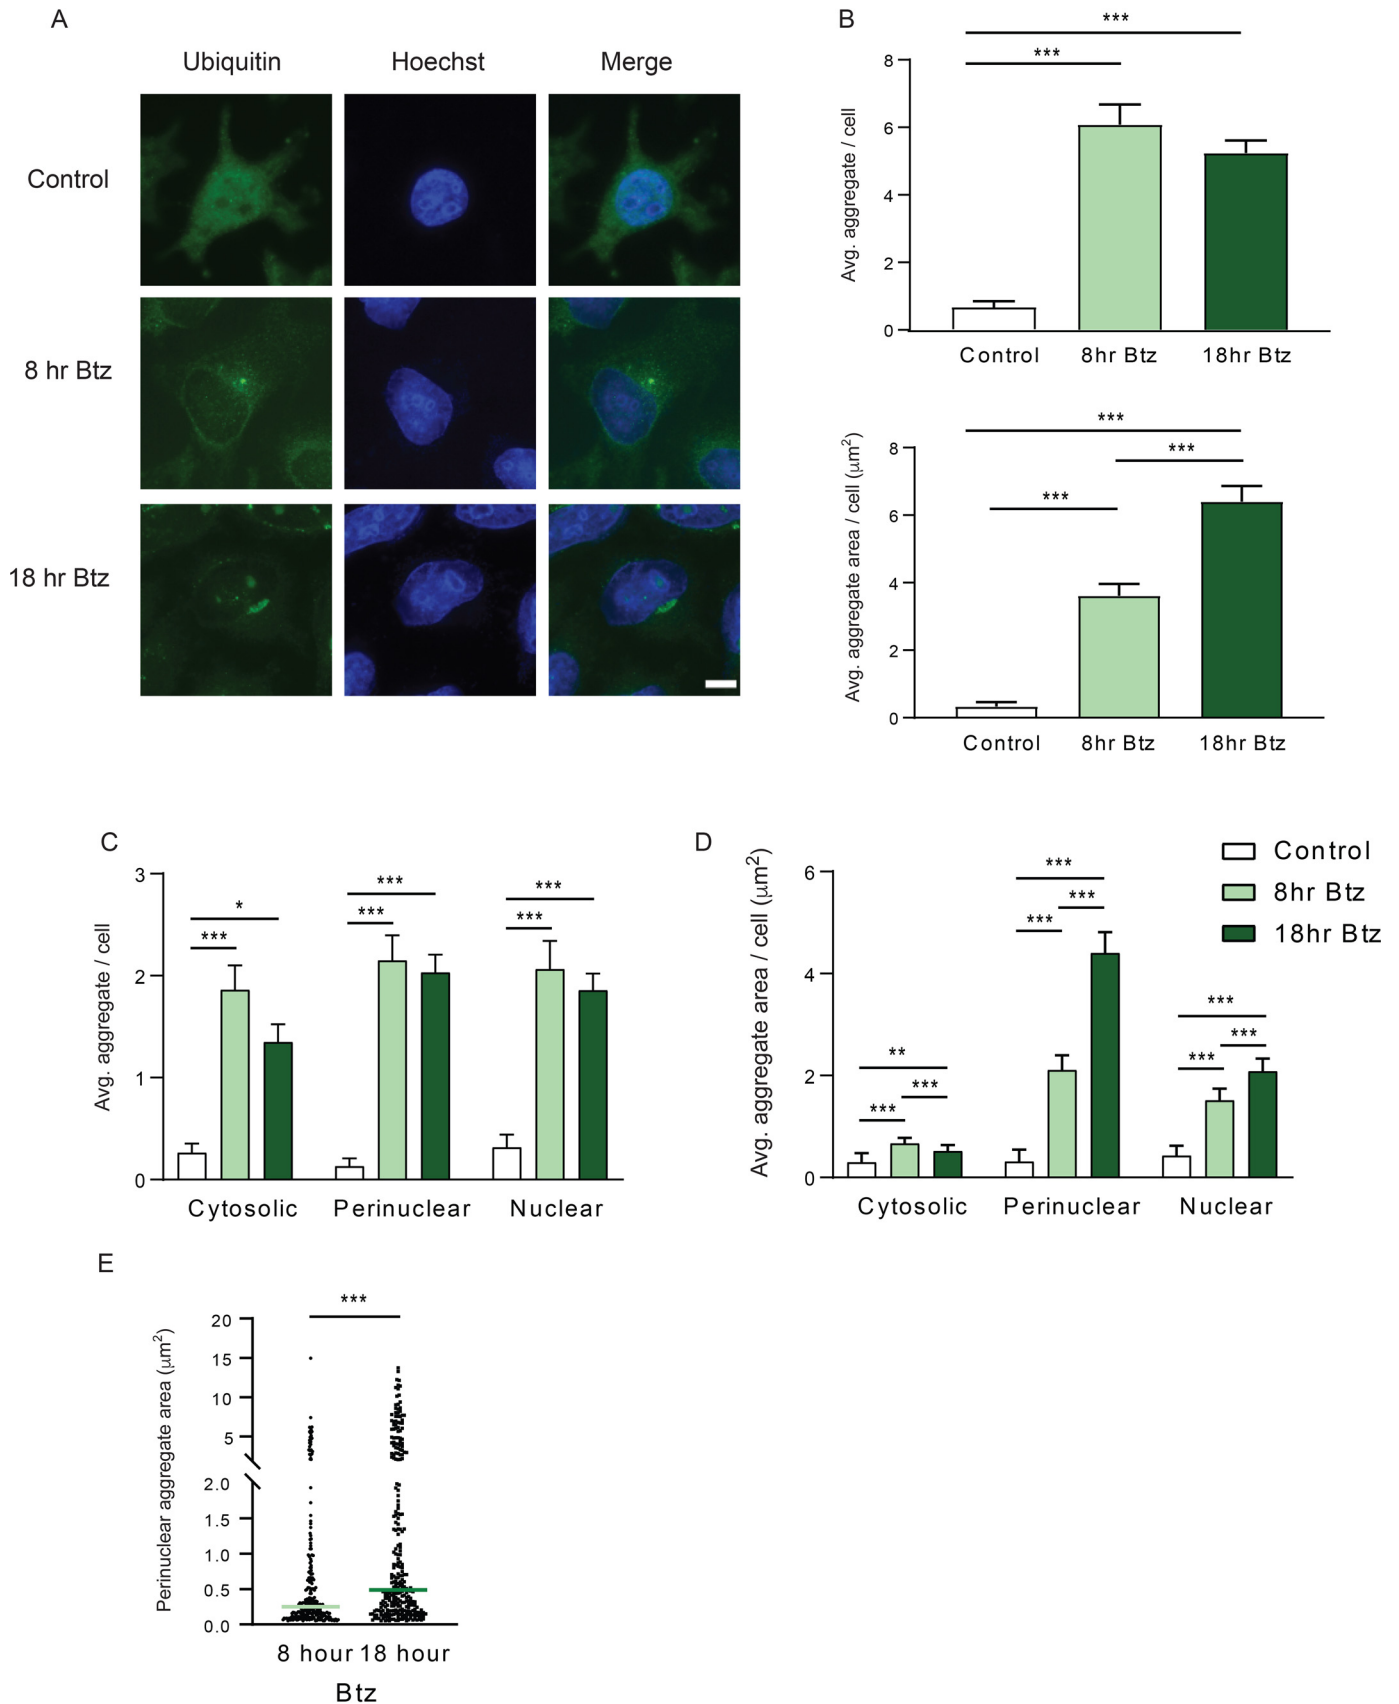 A
Ubiquitin Hoechst Merge
Control
8 hr Btz
18 hr Btz
B
***
***
Avg. aggregate / cell
8
6
4
2
0
Control 8hr Btz 18hr Btz
***
***
***
Avg. aggregate area / cell (μm²)
8
6
4
2
0
Control 8hr Btz 18hr Btz
C
Avg. aggregate / cell
3
2
1
0
*
***
***
***
***
***
Cytosolic Perinuclear Nuclear
D
Avg. aggregate area / cell (μm²)
6
4
2
0
**
***
***
***
***
***
***
***
***
Cytosolic Perinuclear Nuclear
Control
8hr Btz
18hr Btz
E
***
Perinuclear aggregate area (μm²)
20
15
10
5
2.0
1.5
1.0
0.5
0.0
8 hour 18 hour
Btz